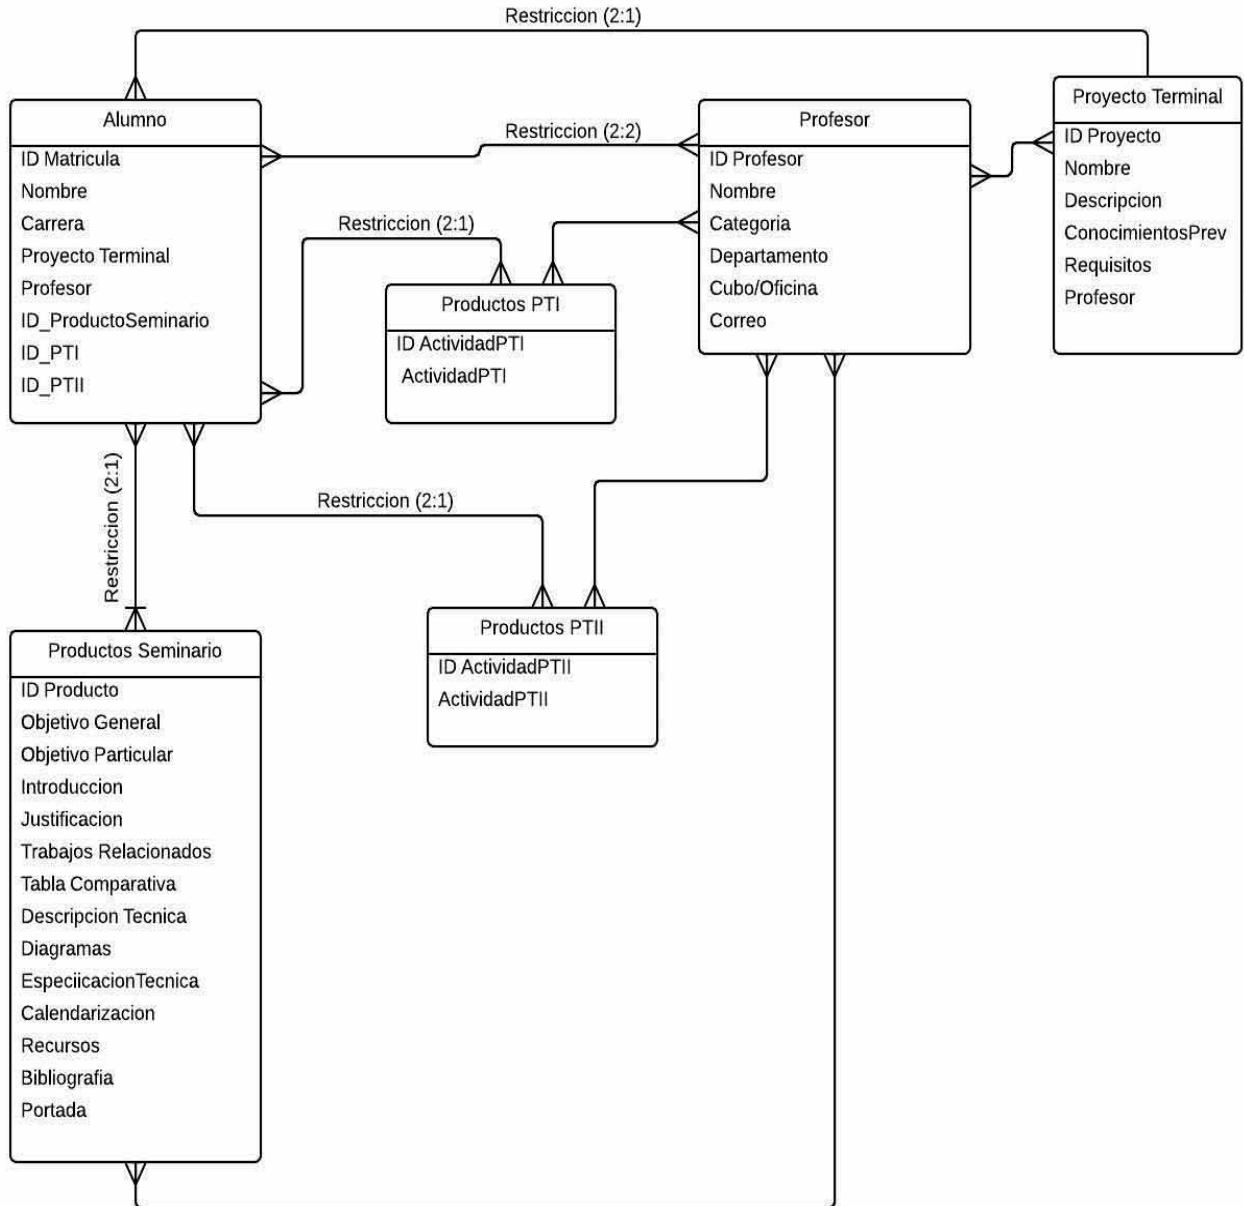 Restriccion (2:1)
Alumno
ID Matricula
Nombre
Carrera
Proyecto Terminal
Profesor
ID_ProductoSeminario
ID_PTI
ID_PTII
Restriccion (2:2)
Profesor
ID Profesor
Nombre
Categoria
Departamento
Cubo/Oficina
Correo
Proyecto Terminal
ID Proyecto
Nombre
Descripcion
ConocimientosPrev
Requisitos
Profesor
Restriccion (2:1)
Productos PTI
ID ActividadPTI
ActividadPTI
Restriccion (2:1)
Restriccion (2:1)
Productos PTII
ID ActividadPTII
ActividadPTII
Productos Seminario
ID Producto
Objetivo General
Objetivo Particular
Introduccion
Justificacion
Trabajos Relacionados
Tabla Comparativa
Descripcion Tecnica
Diagramas
EspeciicacionTecnica
Calendarizacion
Recursos
Bibliografia
Portada